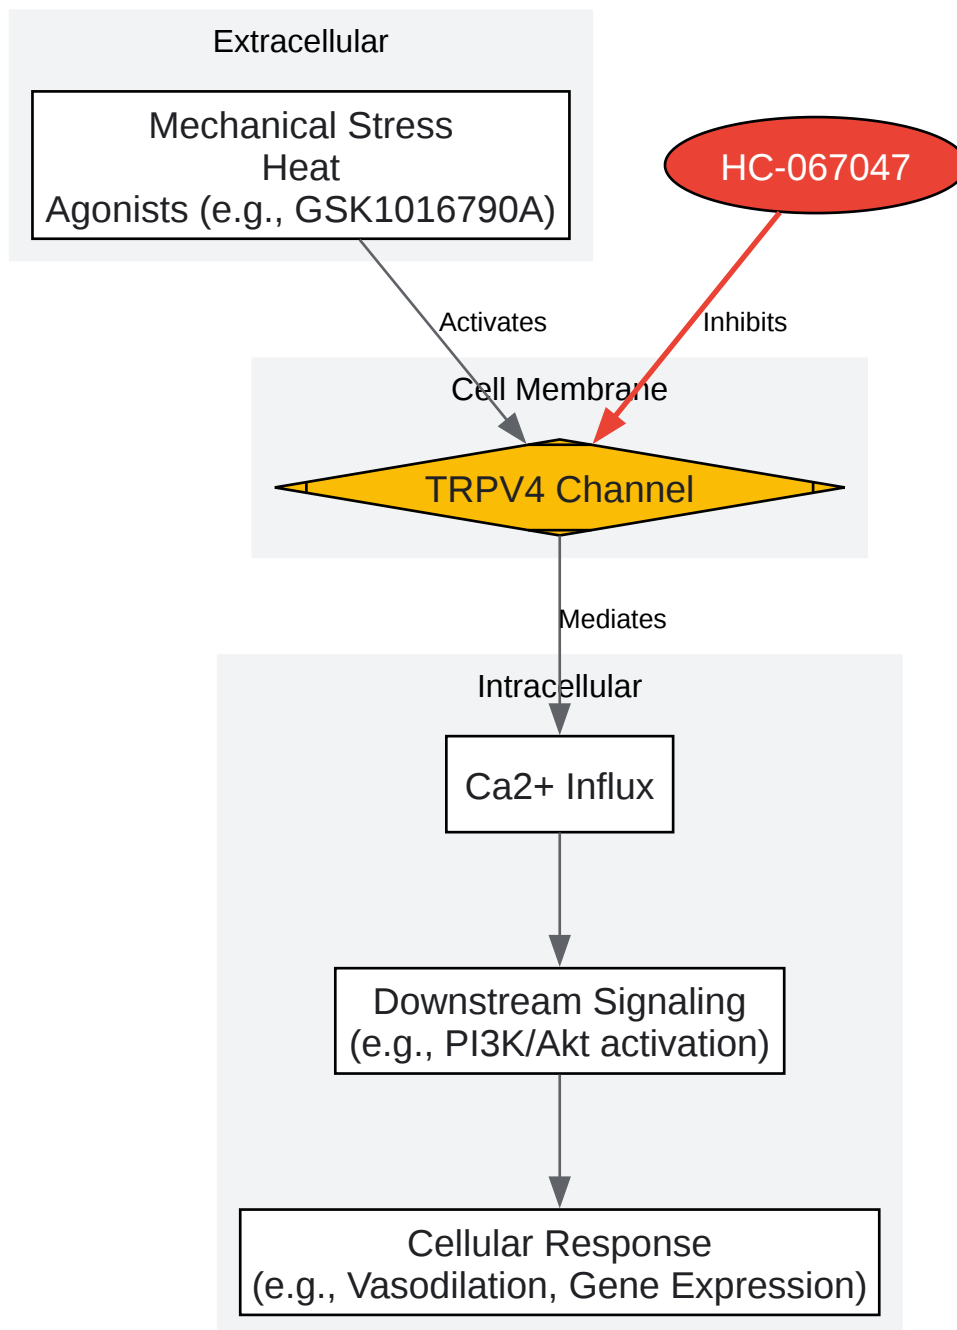 Extracellular
Mechanical Stress
Heat
Agonists (e.g., GSK1016790A)
HC-067047
Activates
Inhibits
Cell Membrane
TRPV4 Channel
Mediates
Intracellular
Ca2+ Influx
Downstream Signaling
(e.g., PI3K/Akt activation)
Cellular Response
(e.g., Vasodilation, Gene Expression)